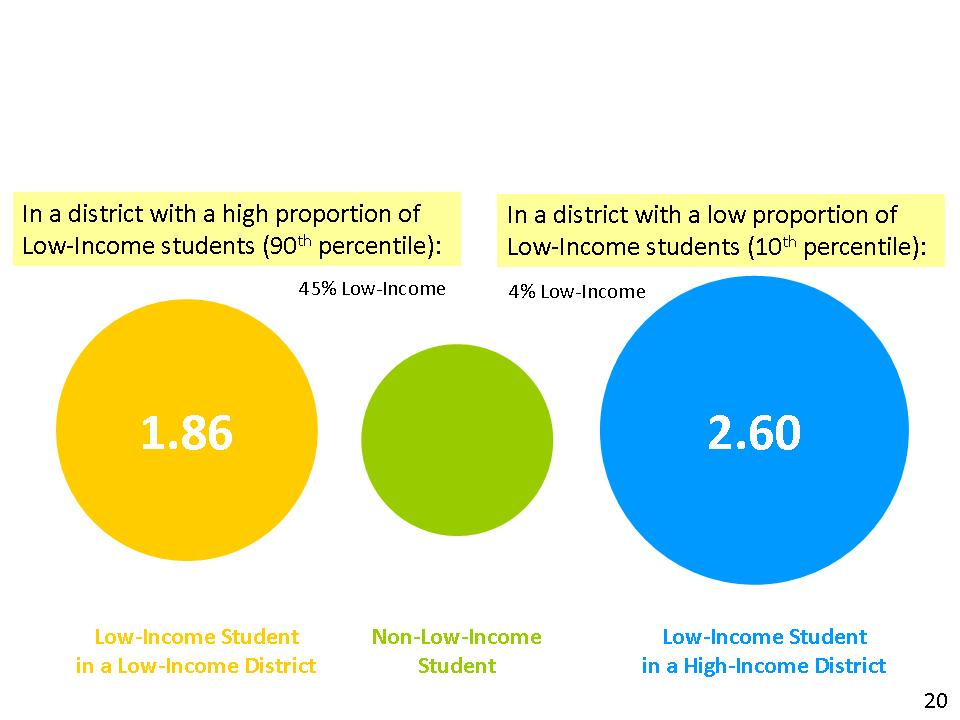 In a district with a high proportion of
Low-Income students (90th percentile):
45% Low-Income
In a district with a low proportion of
Low-Income students (10th percentile):
4% Low-Income
1.86
2.60
Low-Income Student
in a Low-Income District
Non-Low-Income
Student
Low-Income Student
in a High-Income District
20